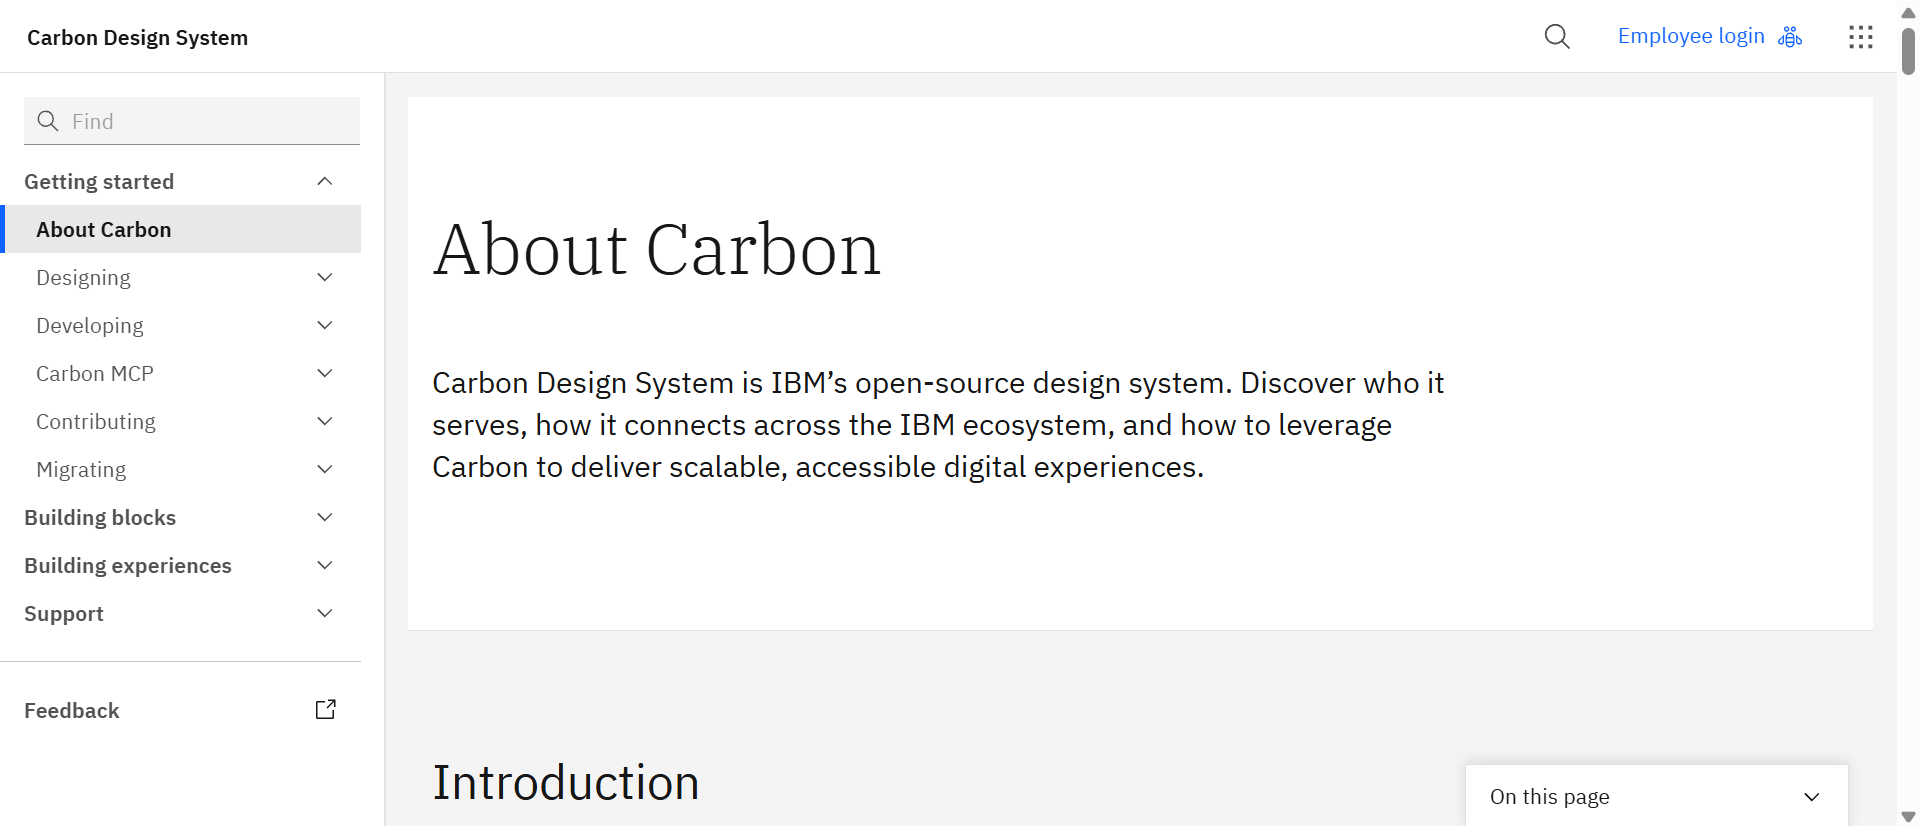 Carbon Design System
Employee login
Find
Getting started
About Carbon
Designing
Developing
Carbon MCP
Contributing
Migrating
Building blocks
Building experiences
Support
Feedback
About Carbon
Carbon Design System is IBM’s open-source design system. Discover who it
serves, how it connects across the IBM ecosystem, and how to leverage
Carbon to deliver scalable, accessible digital experiences.
Introduction
On this page